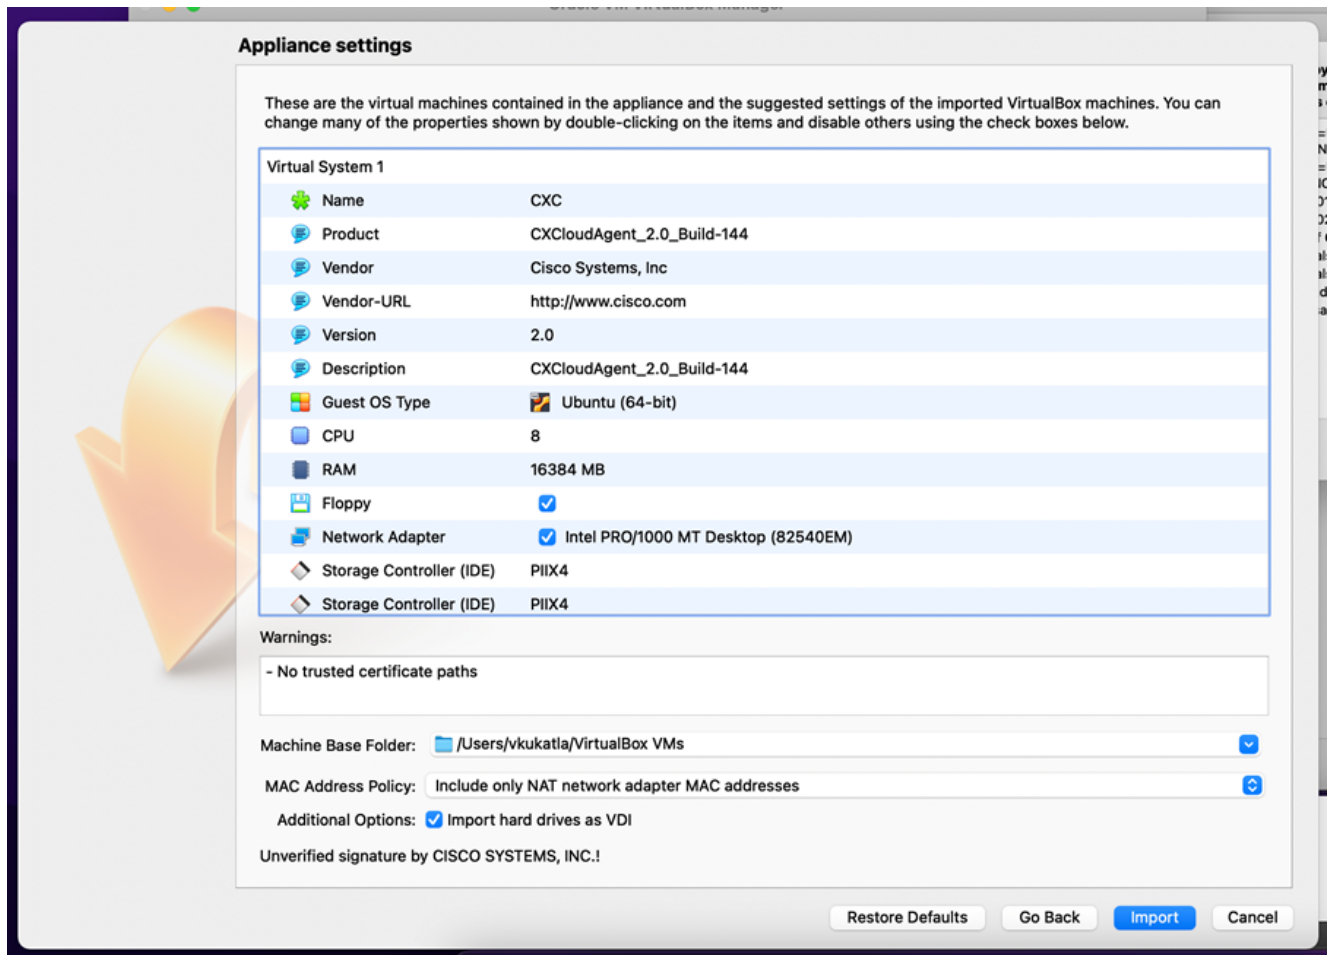 Oracle VM VirtualBox Manager
Appliance settings
These are the virtual machines contained in the appliance and the suggested settings of the imported VirtualBox machines. You can
change many of the properties shown by double-clicking on the items and disable others using the check boxes below.
Virtual System 1
Name CXC
Product CXCloudAgent_2.0_Build-144
Vendor Cisco Systems, Inc
Vendor-URL http://www.cisco.com
Version 2.0
Description CXCloudAgent_2.0_Build-144
Guest OS Type Ubuntu (64-bit)
CPU 8
RAM 16384 MB
Floppy
Network Adapter Intel PRO/1000 MT Desktop (82540EM)
Storage Controller (IDE) PIIX4
Storage Controller (IDE) PIIX4
Warnings:
- No trusted certificate paths
Machine Base Folder: /Users/vkukatla/VirtualBox VMs
MAC Address Policy: Include only NAT network adapter MAC addresses
Additional Options: Import hard drives as VDI
Unverified signature by CISCO SYSTEMS, INC.!
Restore Defaults Go Back Import Cancel